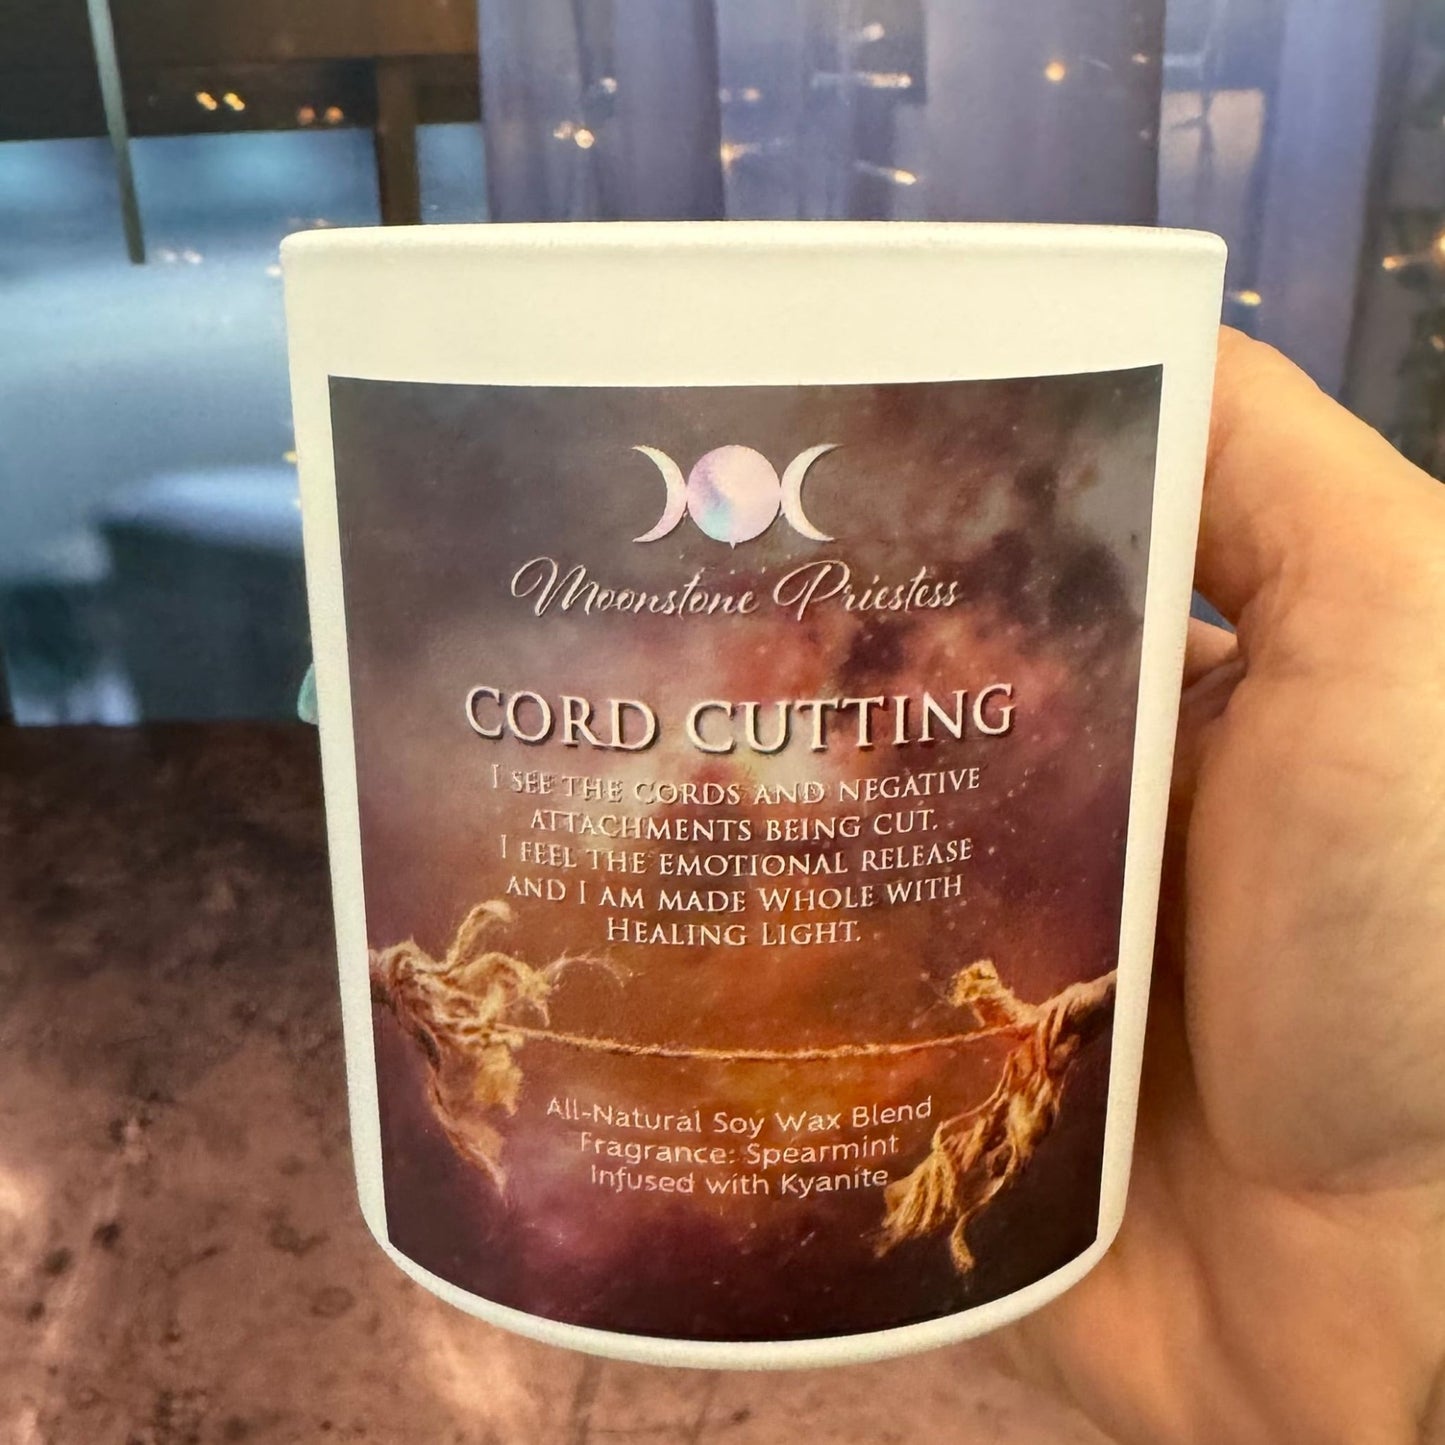 Moonstone Priestess
CORD CUTTING
I SEE THE CORDS AND NEGATIVE
ATTACHMENTS BEING CUT.
I FEEL THE EMOTIONAL RELEASE
AND I AM MADE WHOLE WITH
HEALING LIGHT.
All-Natural Soy Wax Blend
Fragrance: Spearmint
Infused with Kyanite